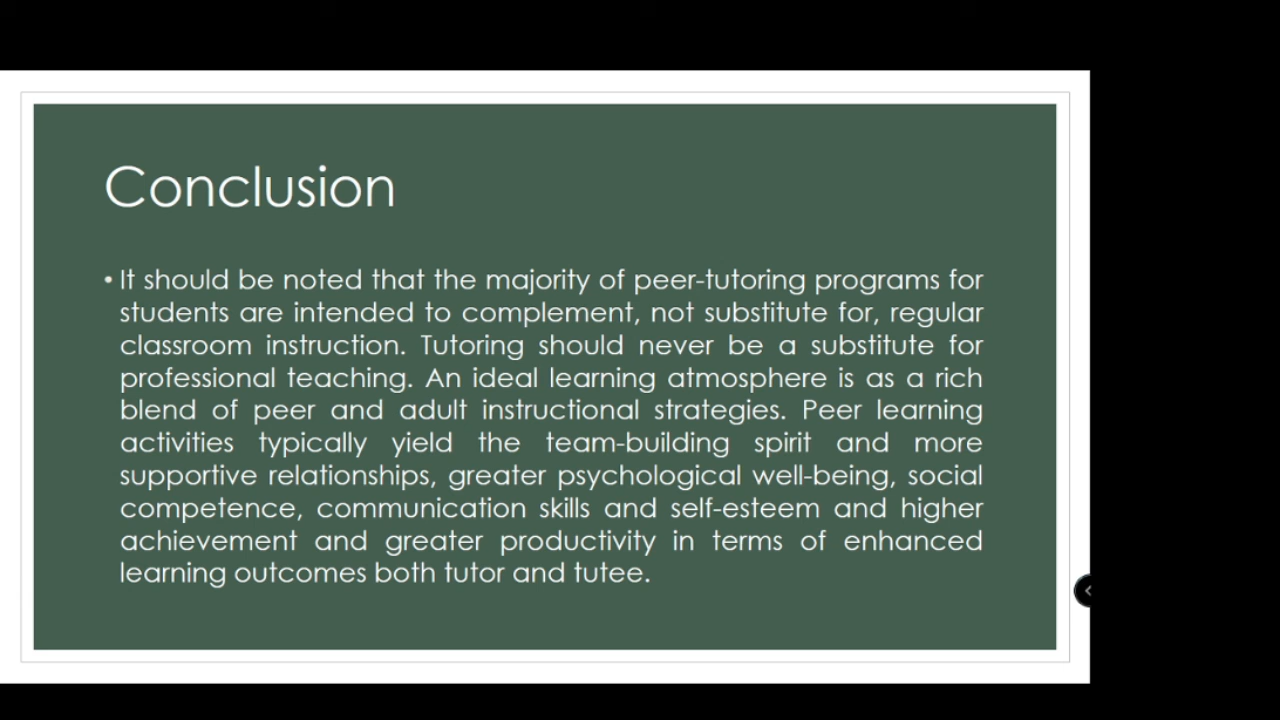 Conclusion
• It should be noted that the majority of peer-tutoring programs for
students are intended to complement, not substitute for, regular
classroom instruction. Tutoring should never be a substitute for
professional teaching. An ideal learning atmosphere is as a rich
blend of peer and adult instructional strategies. Peer learning
activities typically yield the team-building spirit and more
supportive relationships, greater psychological well-being, social
competence, communication skills and self-esteem and higher
achievement and greater productivity in terms of enhanced
learning outcomes both tutor and tutee.